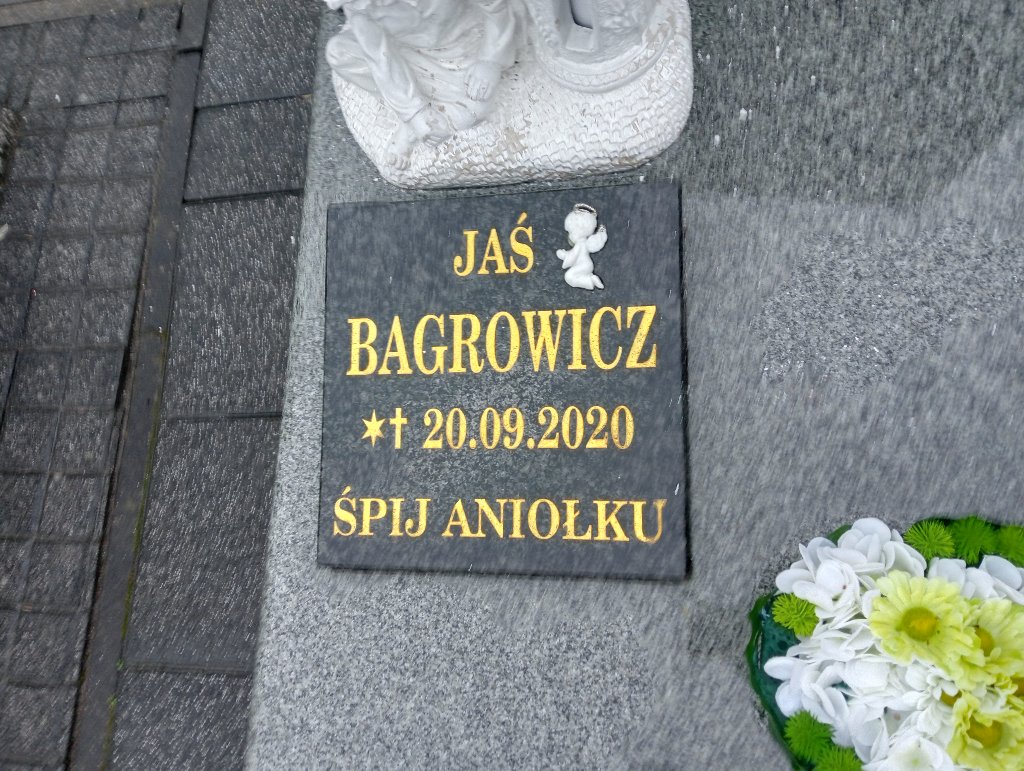 JAŚ
BAGROWICZ
*† 20.09.2020
ŚPIJ ANIOŁKU